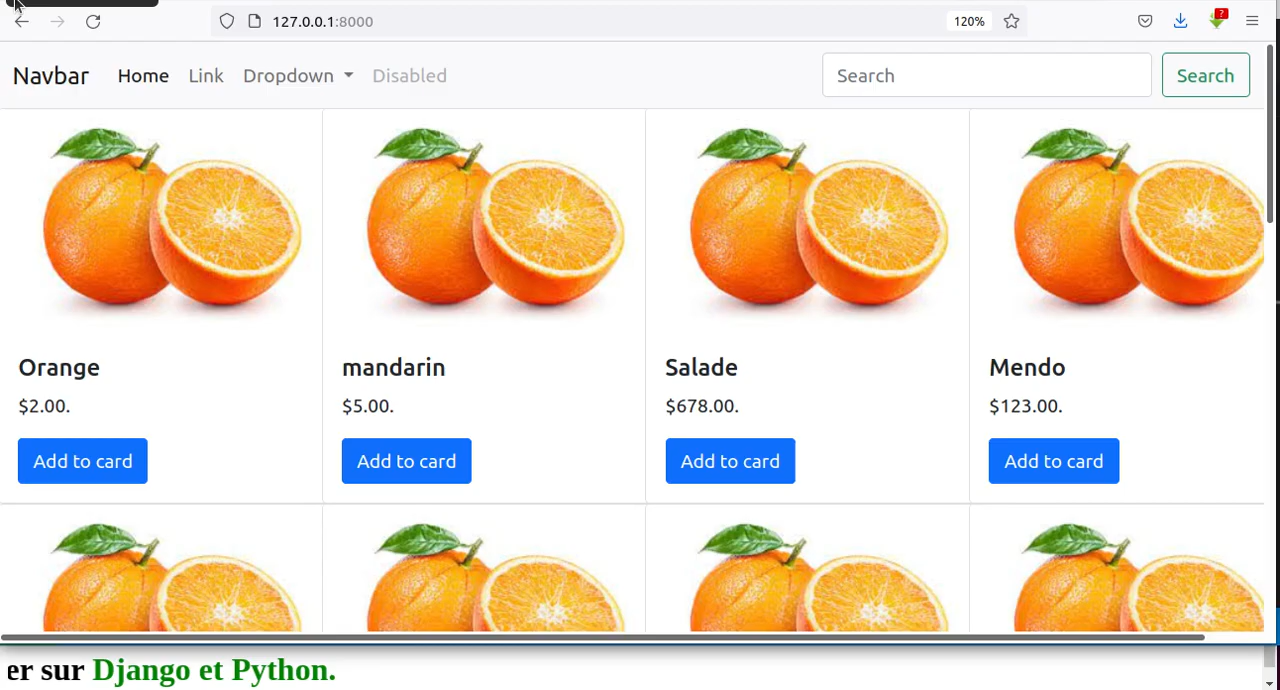 127.0.0.1:8000 120% ?
Navbar Home Link Dropdown Disabled Search Search
Orange mandarin Salade Mendo
$2.00. $5.00. $678.00. $123.00.
Add to card Add to card Add to card Add to card
er sur Django et Python.